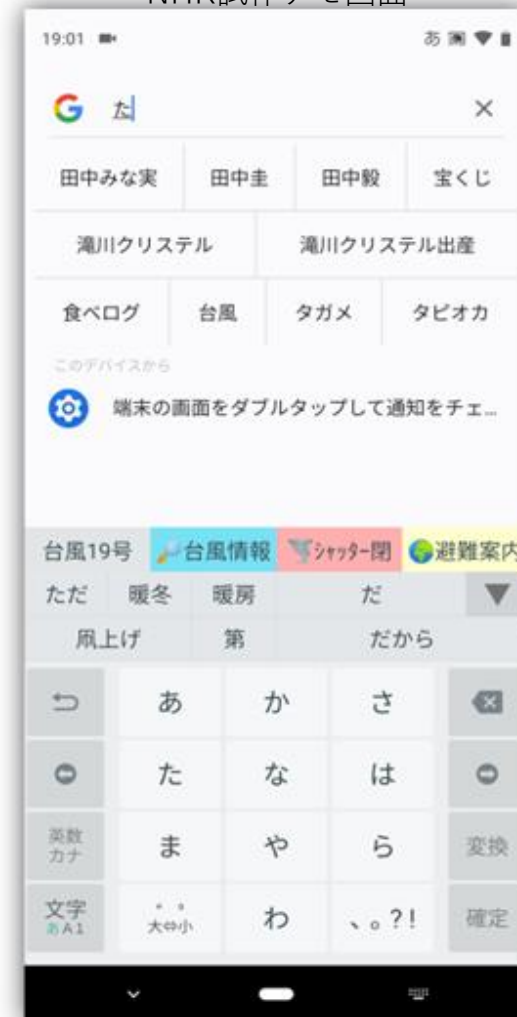 NHK試作デモ画面
19:01 あ
G た ×
田中みな実 田中圭 田中毅 宝くじ
滝川クリステル 滝川クリステル出産
食べログ 台風 タガメ タピオカ
このデバイスから
端末の画面をダブルタップして通知をチェ...
台風19号 台風情報 シャッター閉 避難案内
ただ 暖冬 暖房 だ ▼
凧上げ 第 だから
あ か さ
た な は
英数カナ ま や ら 変換
文字あA1 ゛゜大⇔小 わ 、。?! 確定